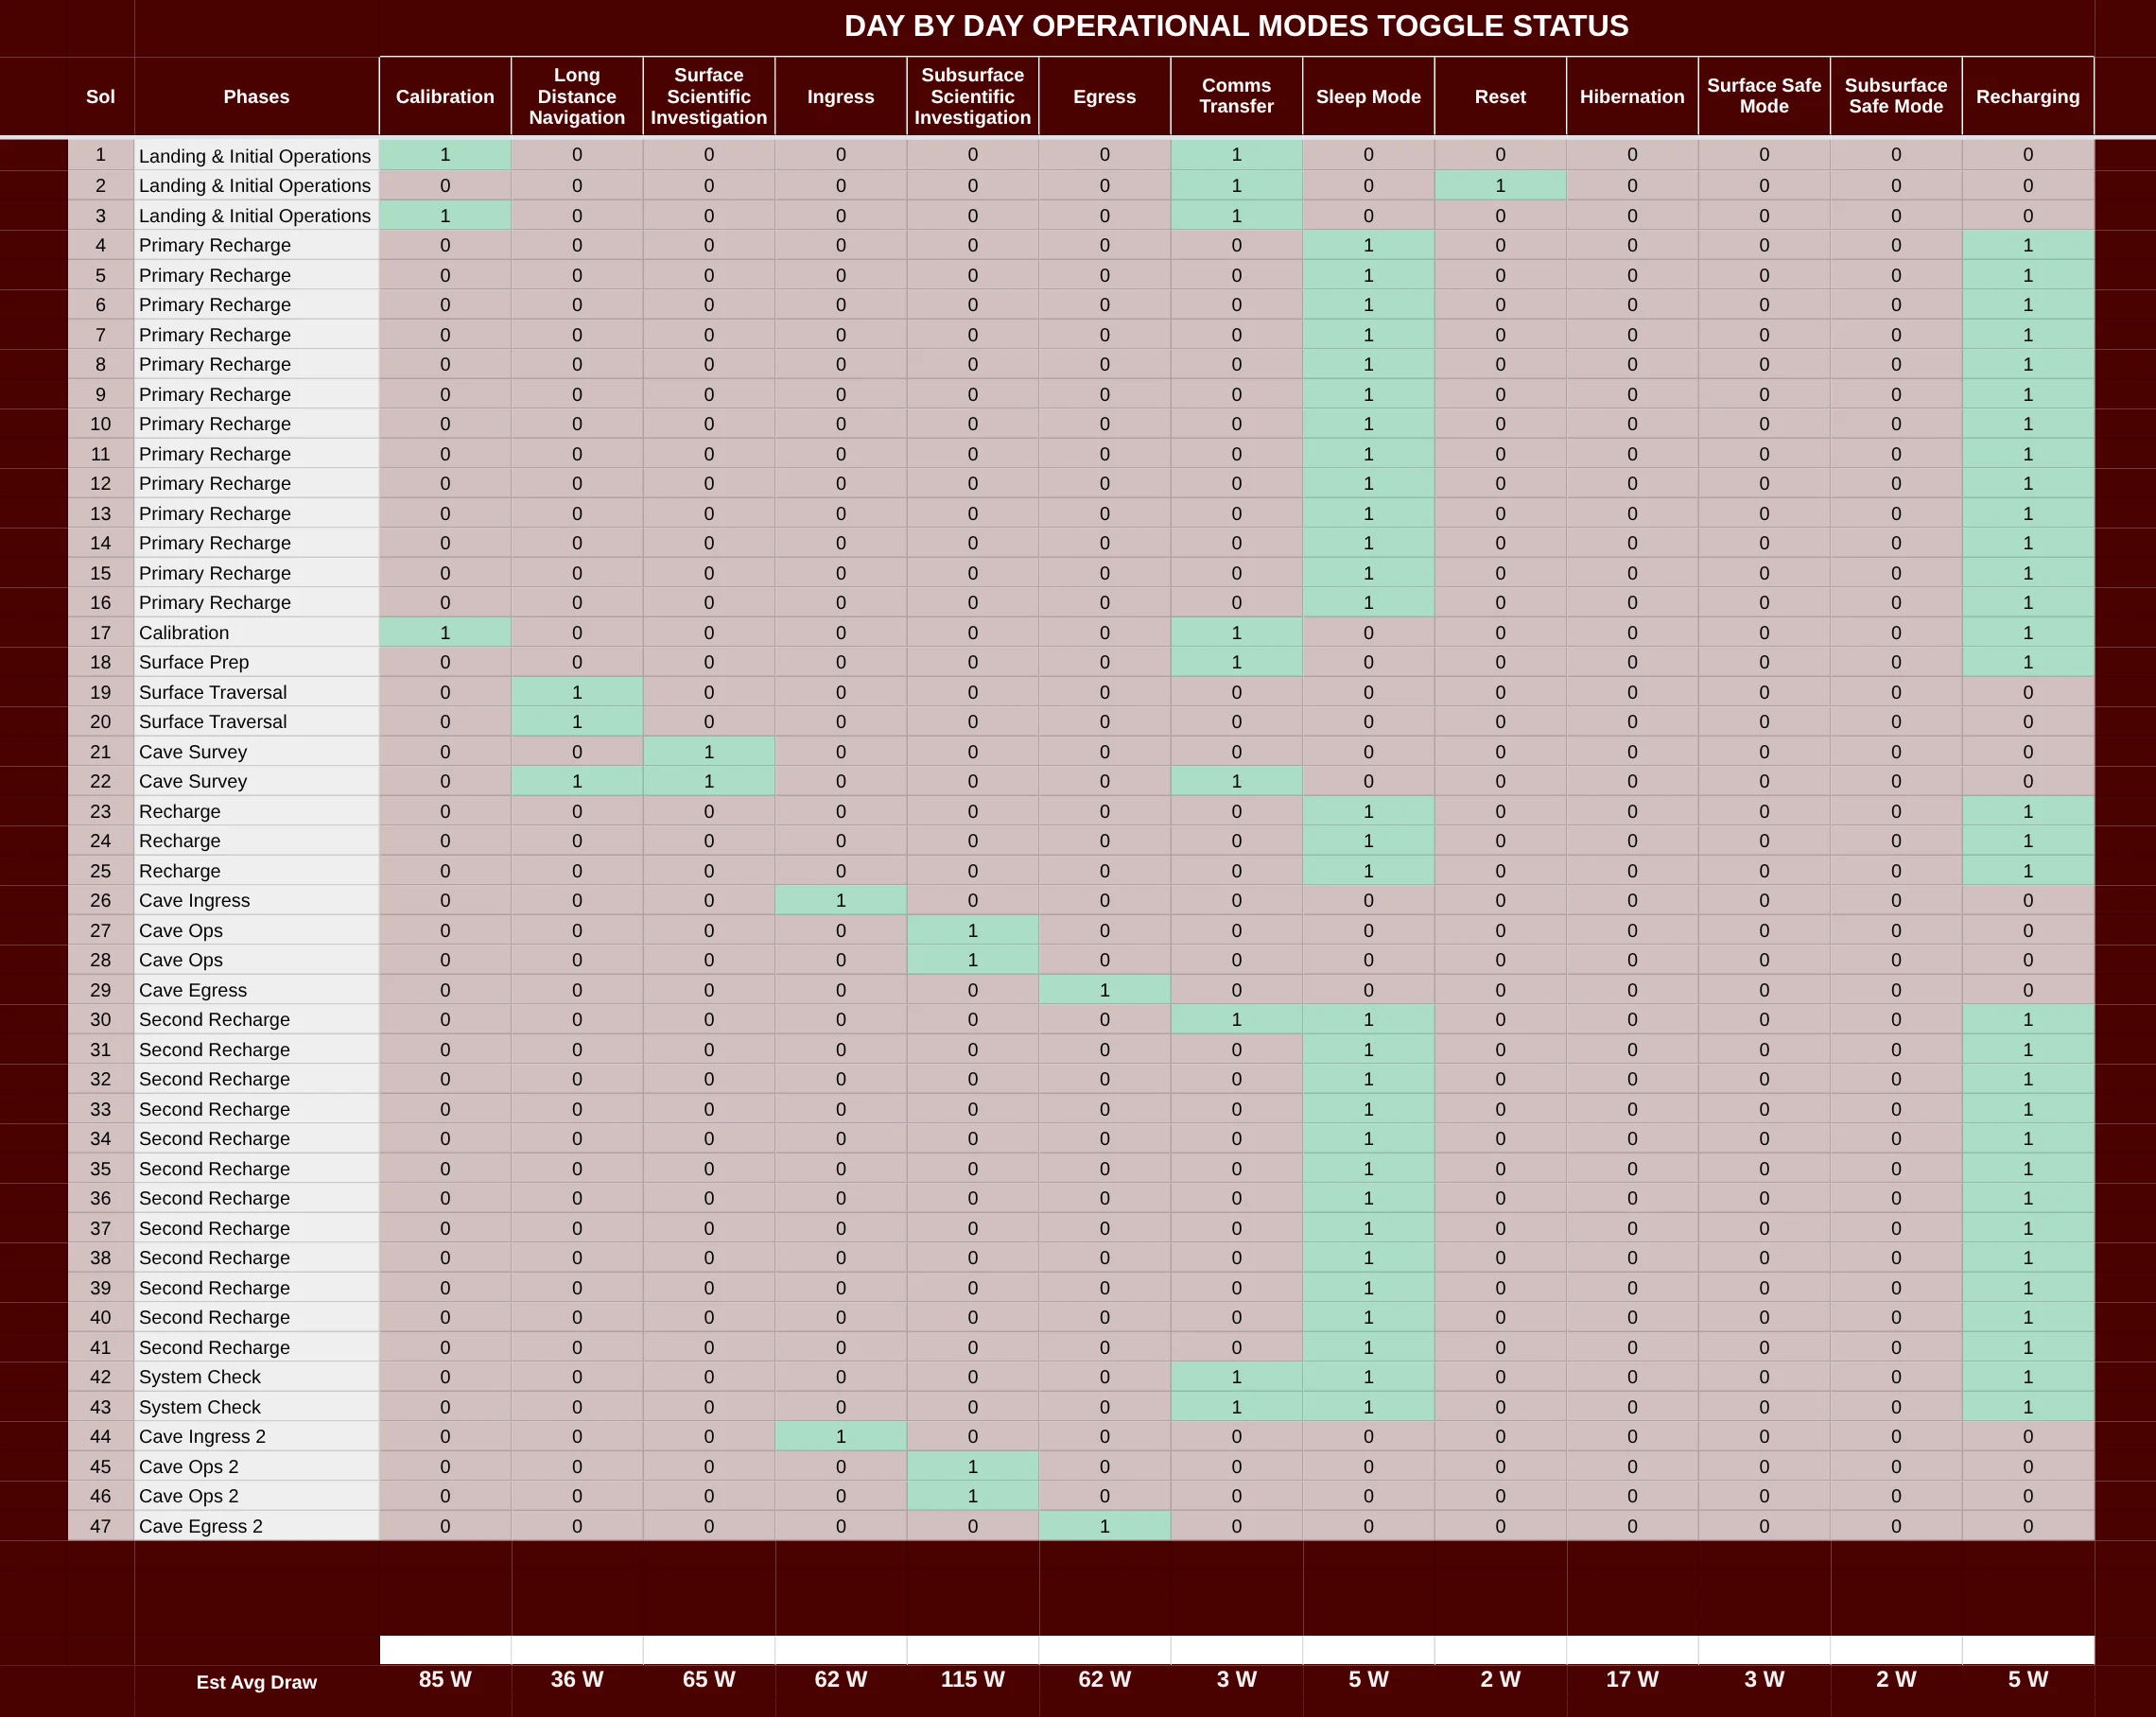 DAY BY DAY OPERATIONAL MODES TOGGLE STATUS
Sol Phases Calibration Long Distance Navigation Surface Scientific Investigation Ingress Subsurface Scientific Investigation Egress Comms Transfer Sleep Mode Reset Hibernation Surface Safe Mode Subsurface Safe Mode Recharging
1 Landing & Initial Operations 1 0 0 0 0 0 1 0 0 0 0 0 0
2 Landing & Initial Operations 0 0 0 0 0 0 1 0 1 0 0 0 0
3 Landing & Initial Operations 1 0 0 0 0 0 1 0 0 0 0 0 0
4 Primary Recharge 0 0 0 0 0 0 0 1 0 0 0 0 1
5 Primary Recharge 0 0 0 0 0 0 0 1 0 0 0 0 1
6 Primary Recharge 0 0 0 0 0 0 0 1 0 0 0 0 1
7 Primary Recharge 0 0 0 0 0 0 0 1 0 0 0 0 1
8 Primary Recharge 0 0 0 0 0 0 0 1 0 0 0 0 1
9 Primary Recharge 0 0 0 0 0 0 0 1 0 0 0 0 1
10 Primary Recharge 0 0 0 0 0 0 0 1 0 0 0 0 1
11 Primary Recharge 0 0 0 0 0 0 0 1 0 0 0 0 1
12 Primary Recharge 0 0 0 0 0 0 0 1 0 0 0 0 1
13 Primary Recharge 0 0 0 0 0 0 0 1 0 0 0 0 1
14 Primary Recharge 0 0 0 0 0 0 0 1 0 0 0 0 1
15 Primary Recharge 0 0 0 0 0 0 0 1 0 0 0 0 1
16 Primary Recharge 0 0 0 0 0 0 0 1 0 0 0 0 1
17 Calibration 1 0 0 0 0 0 1 0 0 0 0 0 1
18 Surface Prep 0 0 0 0 0 0 1 0 0 0 0 0 1
19 Surface Traversal 0 1 0 0 0 0 0 0 0 0 0 0 0
20 Surface Traversal 0 1 0 0 0 0 0 0 0 0 0 0 0
21 Cave Survey 0 0 1 0 0 0 0 0 0 0 0 0 0
22 Cave Survey 0 1 1 0 0 0 1 0 0 0 0 0 0
23 Recharge 0 0 0 0 0 0 0 1 0 0 0 0 1
24 Recharge 0 0 0 0 0 0 0 1 0 0 0 0 1
25 Recharge 0 0 0 0 0 0 0 1 0 0 0 0 1
26 Cave Ingress 0 0 0 1 0 0 0 0 0 0 0 0 0
27 Cave Ops 0 0 0 0 1 0 0 0 0 0 0 0 0
28 Cave Ops 0 0 0 0 1 0 0 0 0 0 0 0 0
29 Cave Egress 0 0 0 0 0 1 0 0 0 0 0 0 0
30 Second Recharge 0 0 0 0 0 0 1 1 0 0 0 0 1
31 Second Recharge 0 0 0 0 0 0 0 1 0 0 0 0 1
32 Second Recharge 0 0 0 0 0 0 0 1 0 0 0 0 1
33 Second Recharge 0 0 0 0 0 0 0 1 0 0 0 0 1
34 Second Recharge 0 0 0 0 0 0 0 1 0 0 0 0 1
35 Second Recharge 0 0 0 0 0 0 0 1 0 0 0 0 1
36 Second Recharge 0 0 0 0 0 0 0 1 0 0 0 0 1
37 Second Recharge 0 0 0 0 0 0 0 1 0 0 0 0 1
38 Second Recharge 0 0 0 0 0 0 0 1 0 0 0 0 1
39 Second Recharge 0 0 0 0 0 0 0 1 0 0 0 0 1
40 Second Recharge 0 0 0 0 0 0 0 1 0 0 0 0 1
41 Second Recharge 0 0 0 0 0 0 0 1 0 0 0 0 1
42 System Check 0 0 0 0 0 0 1 1 0 0 0 0 1
43 System Check 0 0 0 0 0 0 1 1 0 0 0 0 1
44 Cave Ingress 2 0 0 0 1 0 0 0 0 0 0 0 0 0
45 Cave Ops 2 0 0 0 0 1 0 0 0 0 0 0 0 0
46 Cave Ops 2 0 0 0 0 1 0 0 0 0 0 0 0 0
47 Cave Egress 2 0 0 0 0 0 1 0 0 0 0 0 0 0
Est Avg Draw 85 W 36 W 65 W 62 W 115 W 62 W 3 W 5 W 2 W 17 W 3 W 2 W 5 W